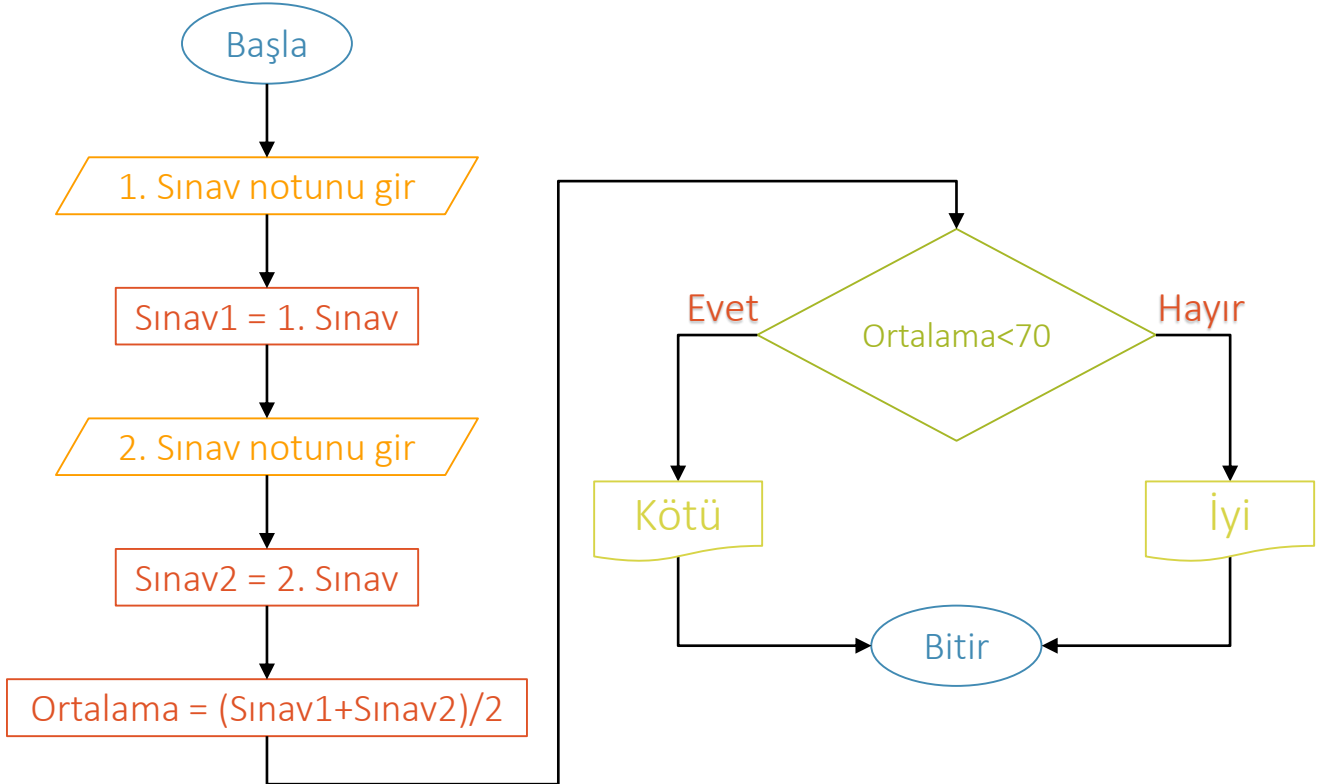 Başla
1. Sınav notunu gir
Sınav1 = 1. Sınav
2. Sınav notunu gir
Sınav2 = 2. Sınav
Ortalama = (Sınav1+Sınav2)/2
Ortalama<70
Evet
Hayır
Kötü
İyi
Bitir